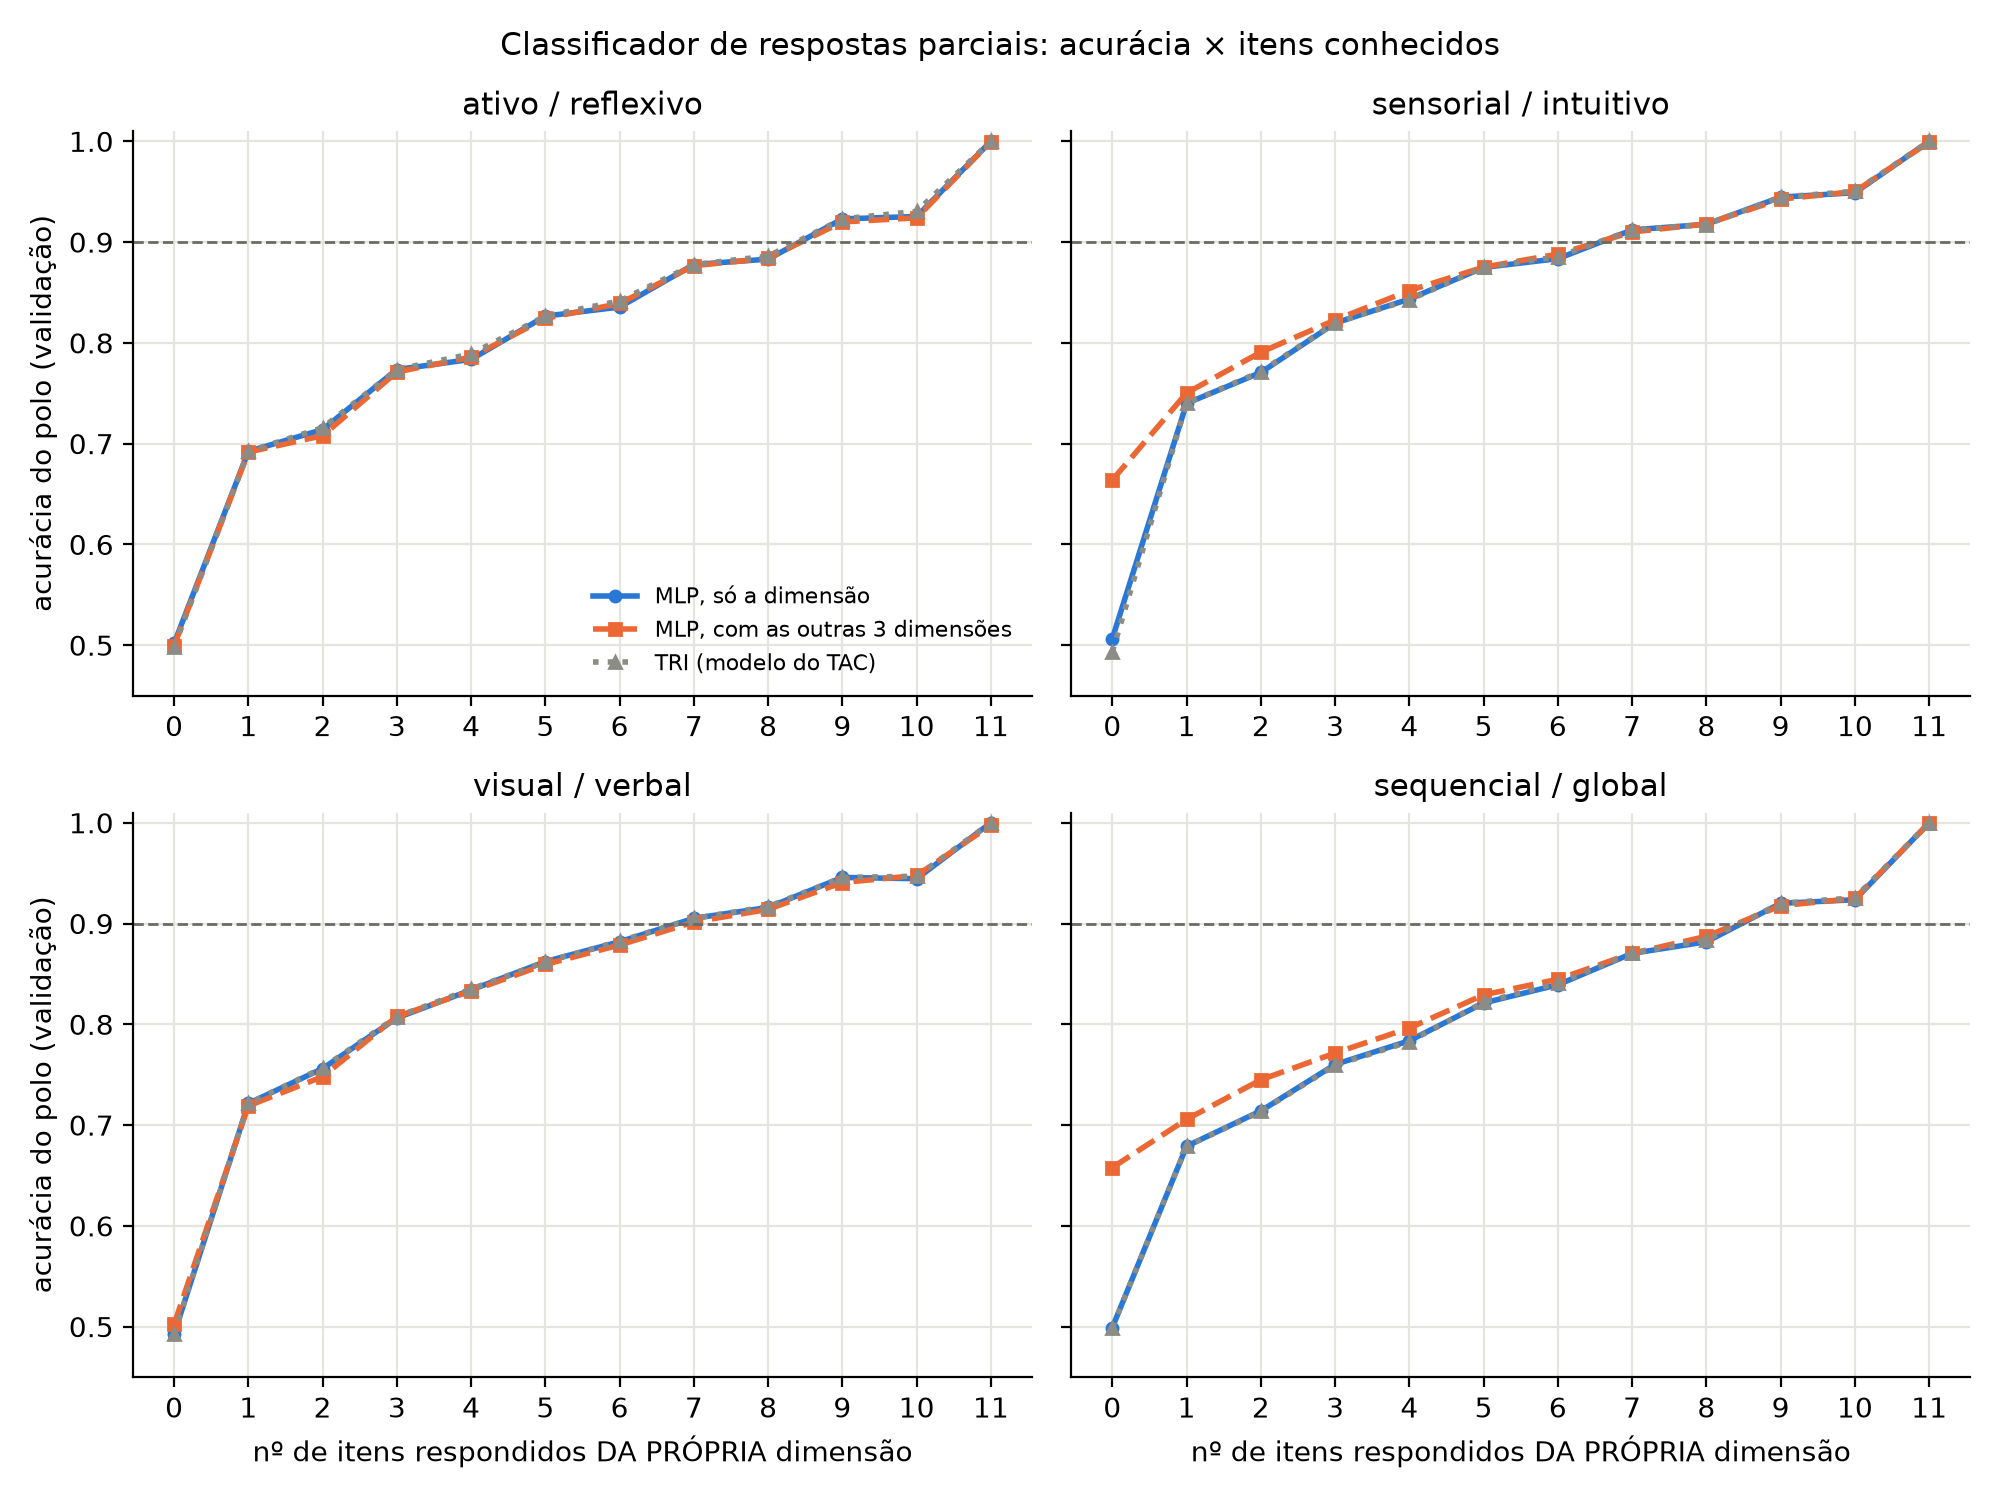 Classificador de respostas parciais: acurácia × itens conhecidos
ativo / reflexivo
sensorial / intuitivo
acurácia do polo (validação)
1.0
0.9
0.8
0.7
0.6
0.5
MLP, só a dimensão
MLP, com as outras 3 dimensões
TRI (modelo do TAC)
0 1 2 3 4 5 6 7 8 9 10 11
0 1 2 3 4 5 6 7 8 9 10 11
visual / verbal
sequencial / global
acurácia do polo (validação)
1.0
0.9
0.8
0.7
0.6
0.5
0 1 2 3 4 5 6 7 8 9 10 11
0 1 2 3 4 5 6 7 8 9 10 11
nº de itens respondidos DA PRÓPRIA dimensão
nº de itens respondidos DA PRÓPRIA dimensão